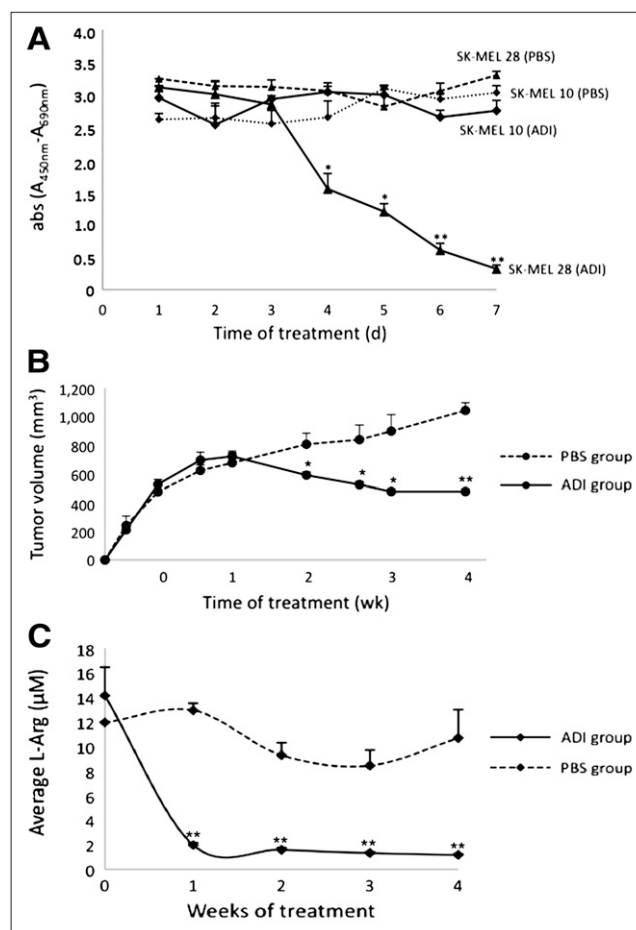 A
4.0
3.5
3.0
2.5
2.0
1.5
1.0
0.5
0.0
abs (A450nm-A690nm)
SK-MEL 28 (PBS)
SK-MEL 10 (PBS)
SK-MEL 10 (ADI)
*
*
**
**
SK-MEL 28 (ADI)
0 1 2 3 4 5 6 7
Time of treatment (d)
B
1,200
1,000
800
600
400
200
0
Tumor volume (mm³)
*
*
*
**
PBS group
ADI group
0 1 2 3 4
Time of treatment (wk)
C
18
16
14
12
10
8
6
4
2
0
Average L-Arg (µM)
**
**
**
**
ADI group
PBS group
0 1 2 3 4
Weeks of treatment